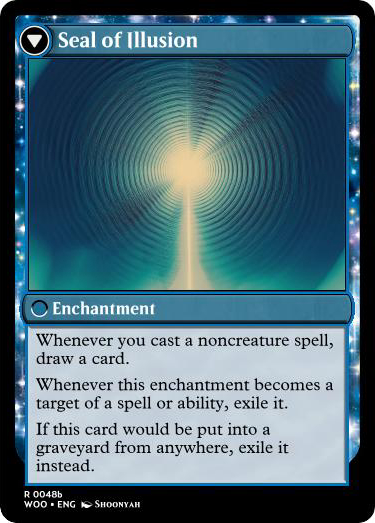 Seal of Illusion
Enchantment
Whenever you cast a noncreature spell,
draw a card.
Whenever this enchantment becomes a
target of a spell or ability, exile it.
If this card would be put into a
graveyard from anywhere, exile it
instead.
R 0048b
WOO • ENG SHOONYAH